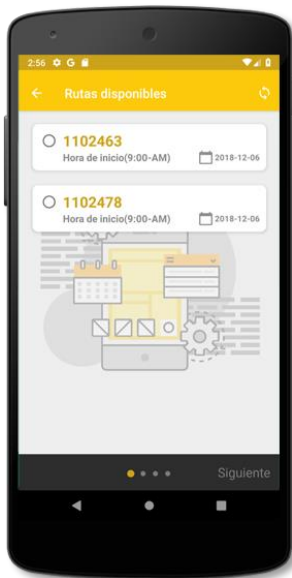 2:56 G
Rutas disponibles
1102463
Hora de inicio(9:00-AM) 2018-12-06
1102478
Hora de inicio(9:00-AM) 2018-12-06
Siguiente